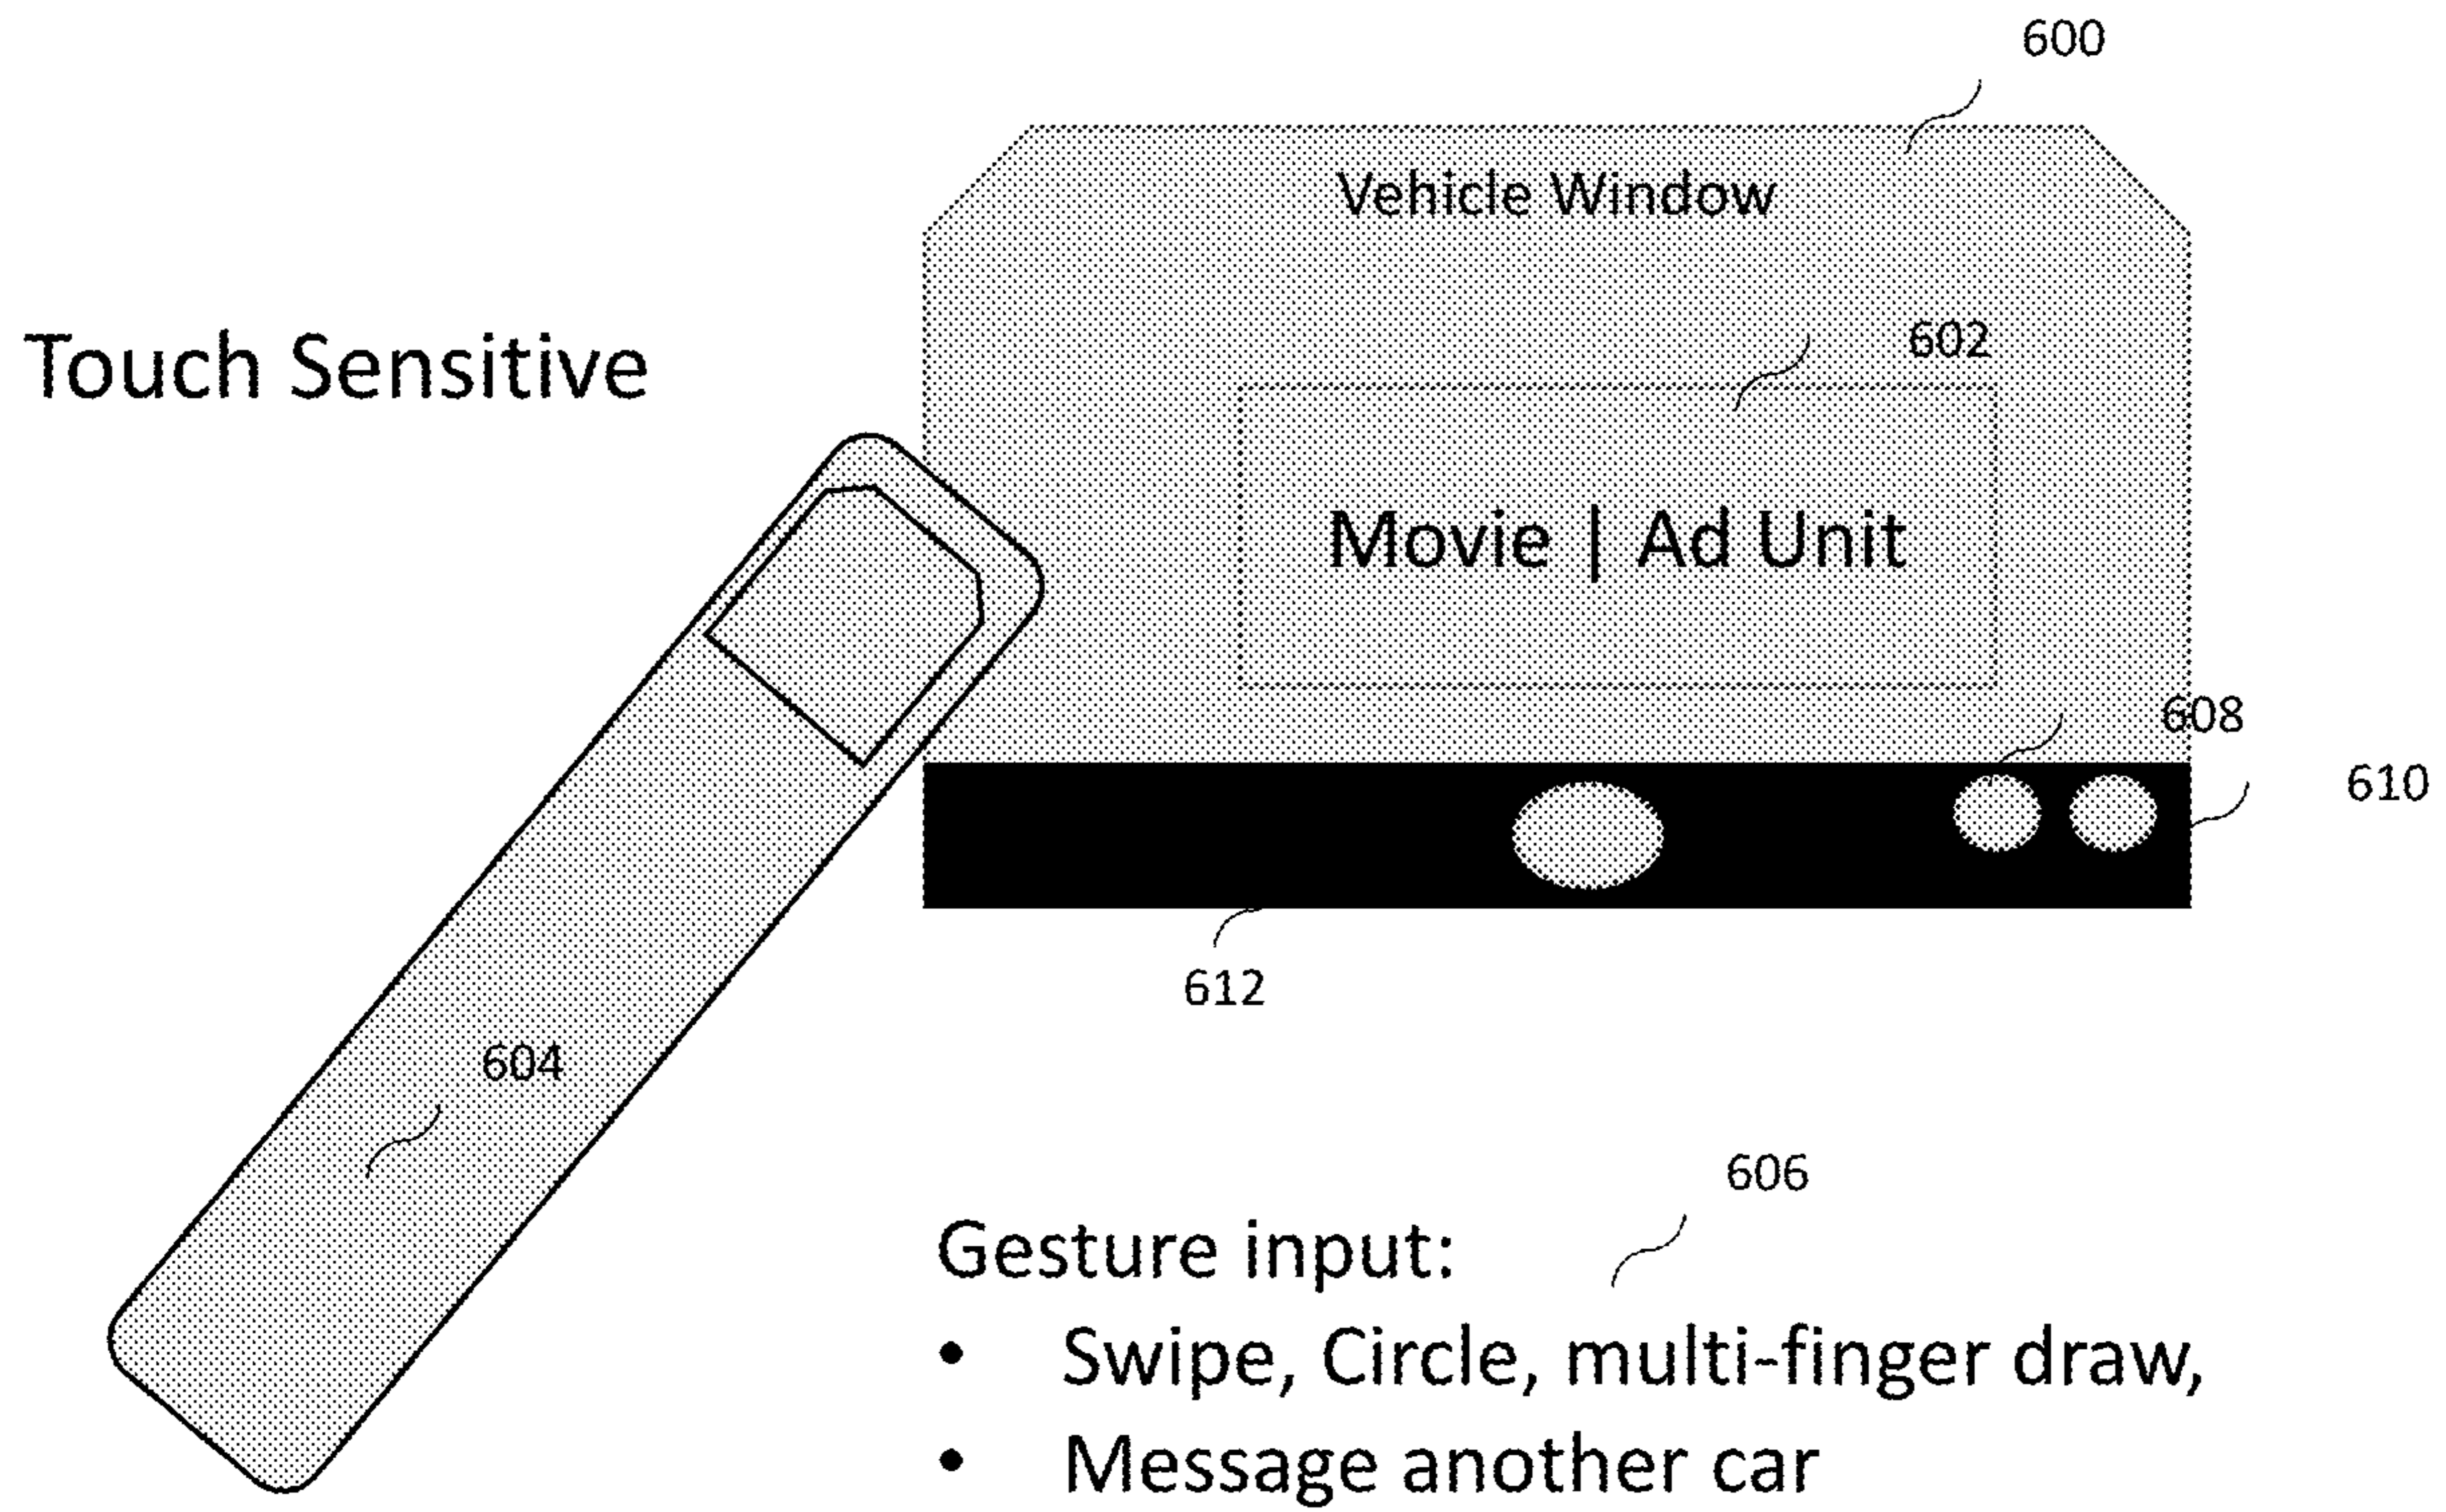 600
Vehicle Window
602
Touch Sensitive
Movie | Ad Unit
608
610
612
604
606
Gesture input:
• Swipe, Circle, multi-finger draw,
• Message another car